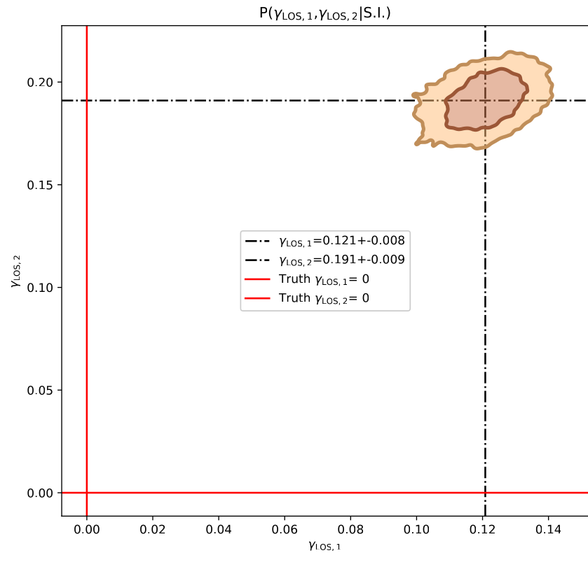 P(γLOS, 1,γLOS, 2|S.I.)
0.20
0.15
0.10
0.05
0.00
γLOS, 2
γLOS, 1=0.121+-0.008
γLOS, 2=0.191+-0.009
Truth γLOS, 1= 0
Truth γLOS, 2= 0
0.00 0.02 0.04 0.06 0.08 0.10 0.12 0.14
γLOS, 1